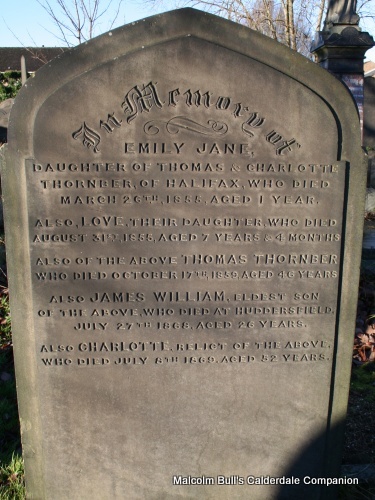 In Memory of
EMILY JANE,
DAUGHTER OF THOMAS & CHARLOTTE
THORNBER, OF HALIFAX, WHO DIED
MARCH 26TH, 1855, AGED 1 YEAR.
ALSO, LOVE, THEIR DAUGHTER, WHO DIED
AUGUST 31ST, 1855, AGED 7 YEARS & 4 MONTHS
ALSO OF THE ABOVE THOMAS THORNBER
WHO DIED OCTOBER 17TH, 1859, AGED 46 YEARS
ALSO JAMES WILLIAM, ELDEST SON
OF THE ABOVE, WHO DIED AT HUDDERSFIELD,
JULY 27TH 1868, AGED 26 YEARS.
ALSO CHARLOTTE, RELICT OF THE ABOVE,
WHO DIED JULY 8TH 1869, AGED 52 YEARS.
Malcolm Bull's Calderdale Companion